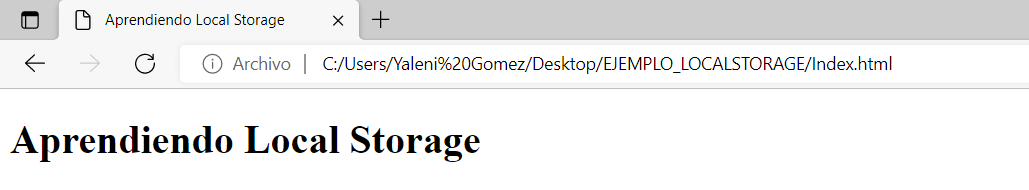 Aprendiendo Local Storage
Archivo | C:/Users/Yaleni%20Gomez/Desktop/EJEMPLO_LOCALSTORAGE/Index.html
Aprendiendo Local Storage